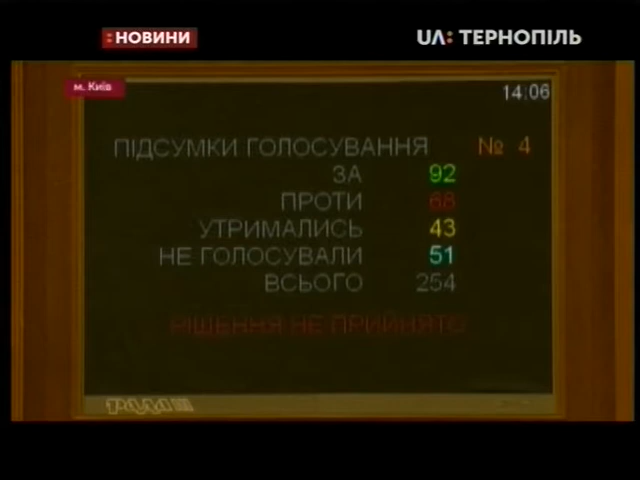 :НОВИНИ
UA: ТЕРНОПІЛЬ
м. Київ
14:06
ПІДСУМКИ ГОЛОСУВАННЯ № 4
ЗА 92
ПРОТИ 68
УТРИМАЛИСЬ 43
НЕ ГОЛОСУВАЛИ 51
ВСЬОГО 254
РІШЕННЯ НЕ ПРИЙНЯТО